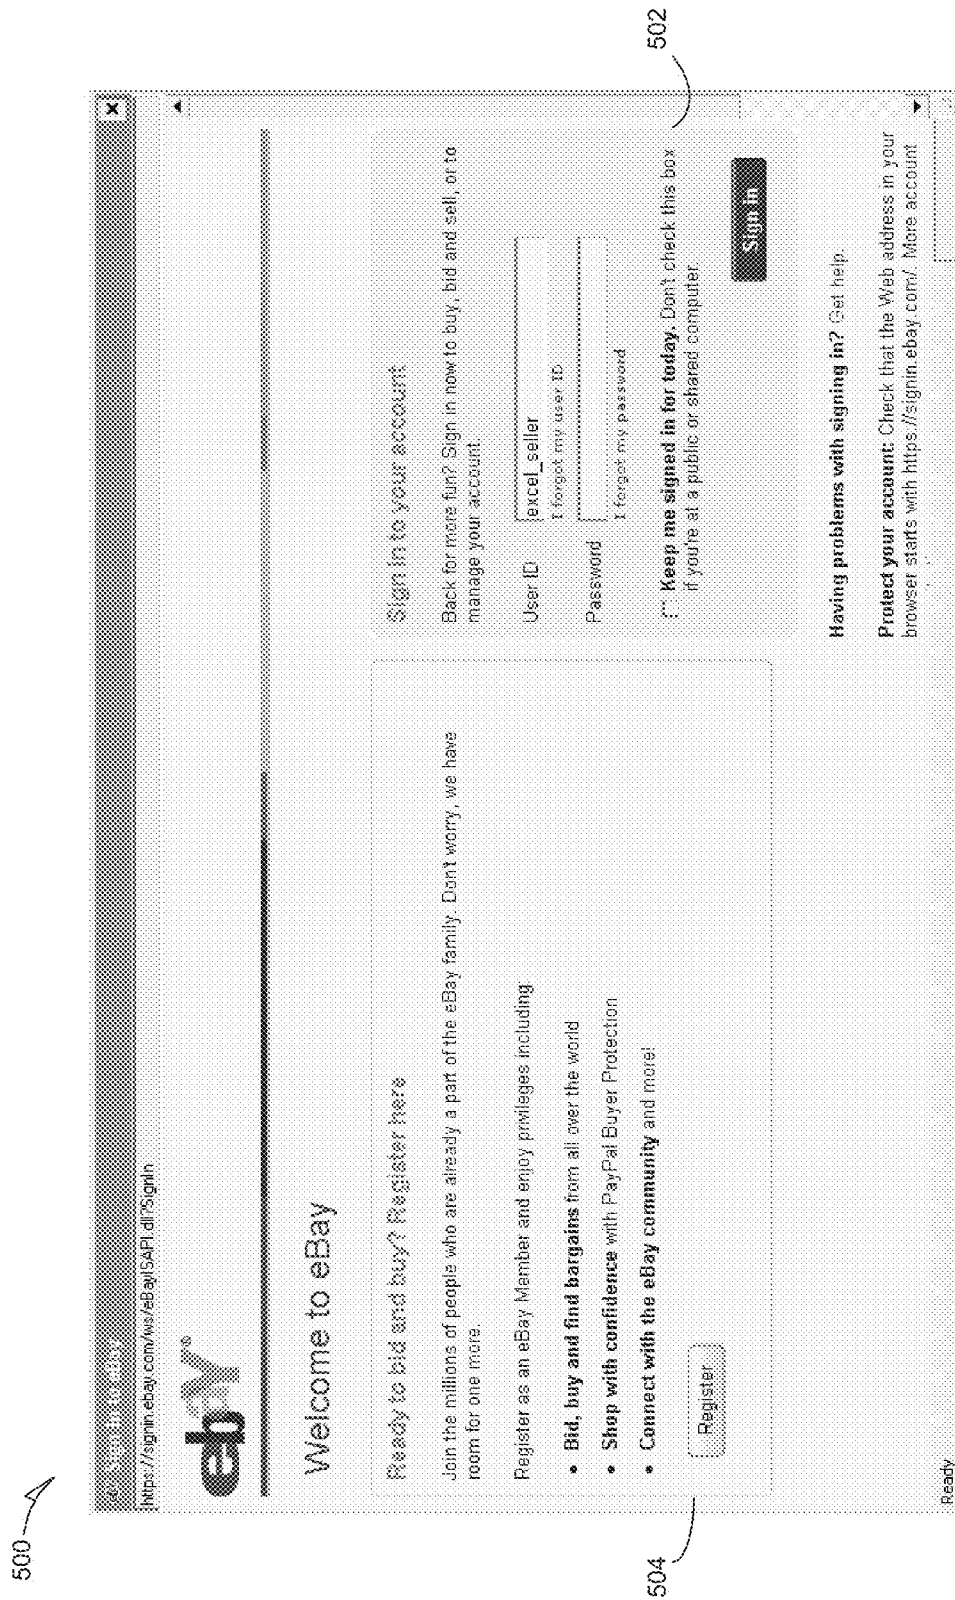 500
https://signin.ebay.com/ws/eBayISAPI.dll?SignIn
ebay®
Welcome to eBay
Ready to bid and buy? Register here
Join the millions of people who are already a part of the eBay family. Don't worry, we have
room for one more.
Register as an eBay Member and enjoy privileges including:
• Bid, buy and find bargains from all over the world
• Shop with confidence with PayPal Buyer Protection
• Connect with the eBay community and more!
Register
504
Sign in to your account
Back for more fun? Sign in now to buy, bid and sell, or to
manage your account.
User ID
excel_seller
I forgot my user ID
Password
I forgot my password
Keep me signed in for today. Don't check this box
if you're at a public or shared computer.
Sign in
502
Having problems with signing in? Get help.
Protect your account: Check that the Web address in your
browser starts with https://signin.ebay.com/. More account
Ready